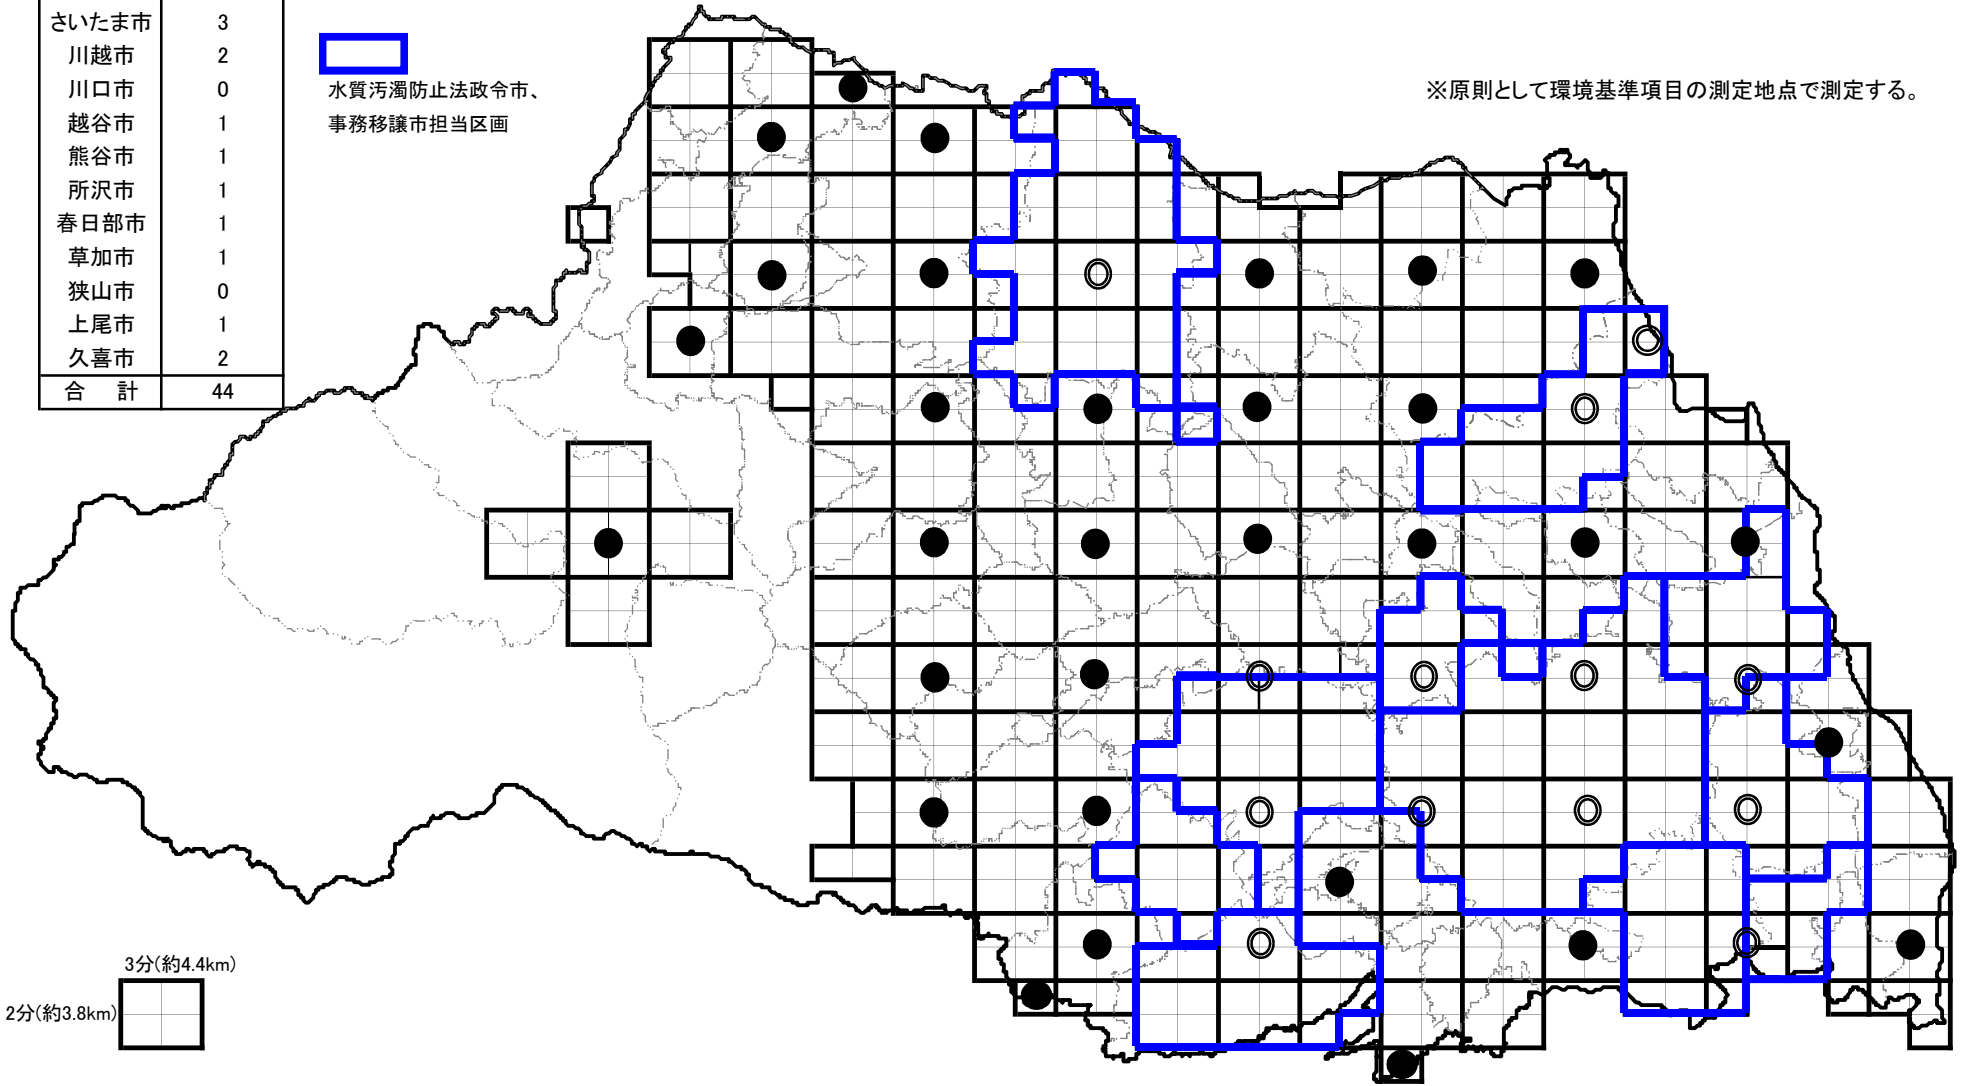 さいたま市 3
川越市 2
川口市 0
越谷市 1
熊谷市 1
所沢市 1
春日部市 1
草加市 1
狭山市 0
上尾市 1
久喜市 2
合 計 44
水質汚濁防止法政令市、
事務移譲市担当区画
※原則として環境基準項目の測定地点で測定する。
3分(約4.4km)
2分(約3.8km)